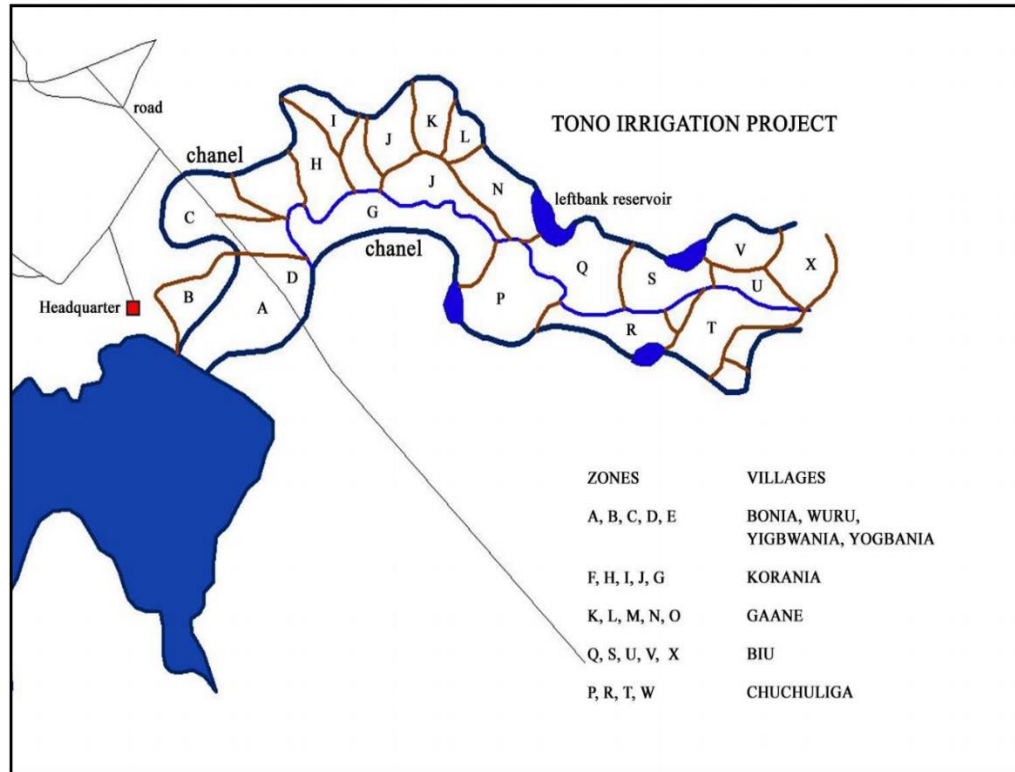 road
TONO IRRIGATION PROJECT
chanel
I
J
K
L
H
J
N
leftbank reservoir
C
G
chanel
V
X
D
Q
S
U
B
A
P
R
T
Headquarter
ZONES VILLAGES
A, B, C, D, E BONIA, WURU,
YIGBWANIA, YOGBANIA
F, H, I, J, G KORANIA
K, L, M, N, O GAANE
Q, S, U, V, X BIU
P, R, T, W CHUCHULIGA